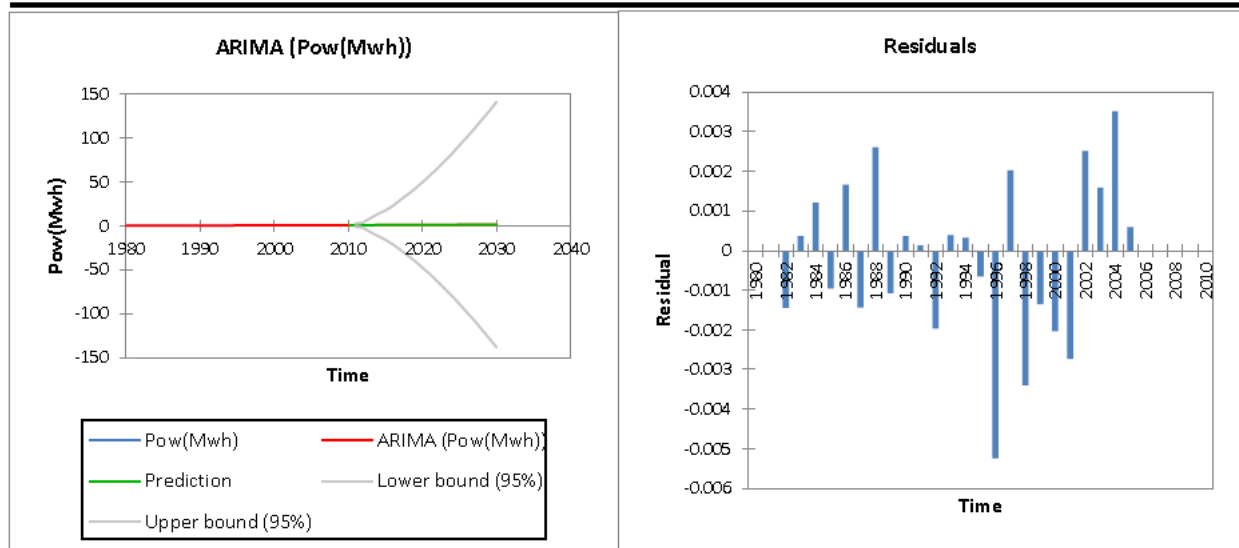 ARIMA (Pow(Mwh))
Pow(Mwh)
150
100
50
0
-50
-100
-150
1980 1990 2000 2010 2020 2030 2040
Time
Pow(Mwh) ARIMA (Pow(Mwh))
Prediction Lower bound (95%)
Upper bound (95%)
Residuals
Residual
0.004
0.003
0.002
0.001
0
-0.001
-0.002
-0.003
-0.004
-0.005
-0.006
1980 1982 1984 1986 1988 1990 1992 1994 1996 1998 2000 2002 2004 2006 2008 2010
Time